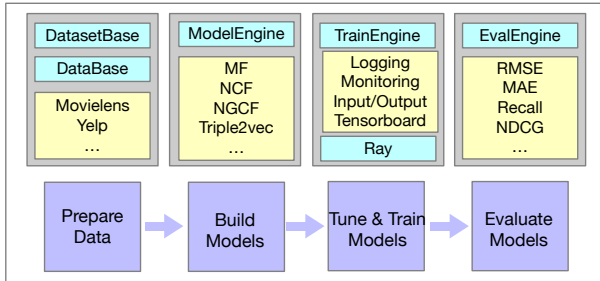 DatasetBase
DataBase
Movielens
Yelp
...
ModelEngine
MF
NCF
NGCF
Triple2vec
...
TrainEngine
Logging
Monitoring
Input/Output
Tensorboard
Ray
EvalEngine
RMSE
MAE
Recall
NDCG
...
Prepare
Data
Build
Models
Tune & Train
Models
Evaluate
Models